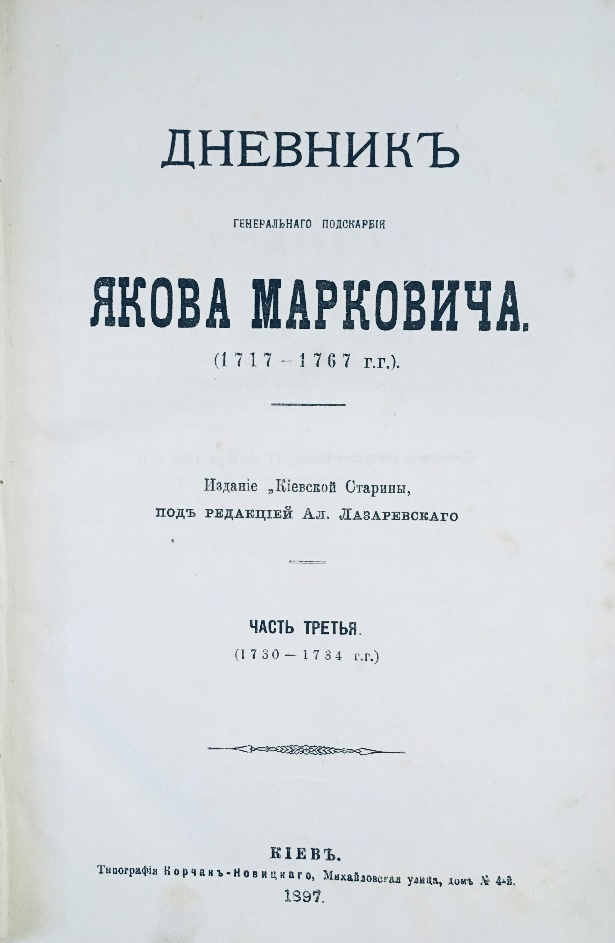 ДНЕВНИКЪ
ГЕНЕРАЛЬНАГО ПОДСКАРБІЯ
ЯКОВА МАРКОВИЧА.
(1717 – 1767 г.г.).
Изданіе „Кіевской Старины,
ПОДЪ РЕДАКЦІЕЙ АЛ. ЛАЗАРЕВСКАГО
ЧАСТЬ ТРЕТЬЯ.
(1730 – 1734 г.г.)
КІЕВЪ.
Типографія Корчакъ-Новицкаго, Михайловская улица, домъ № 4-й.
1897.